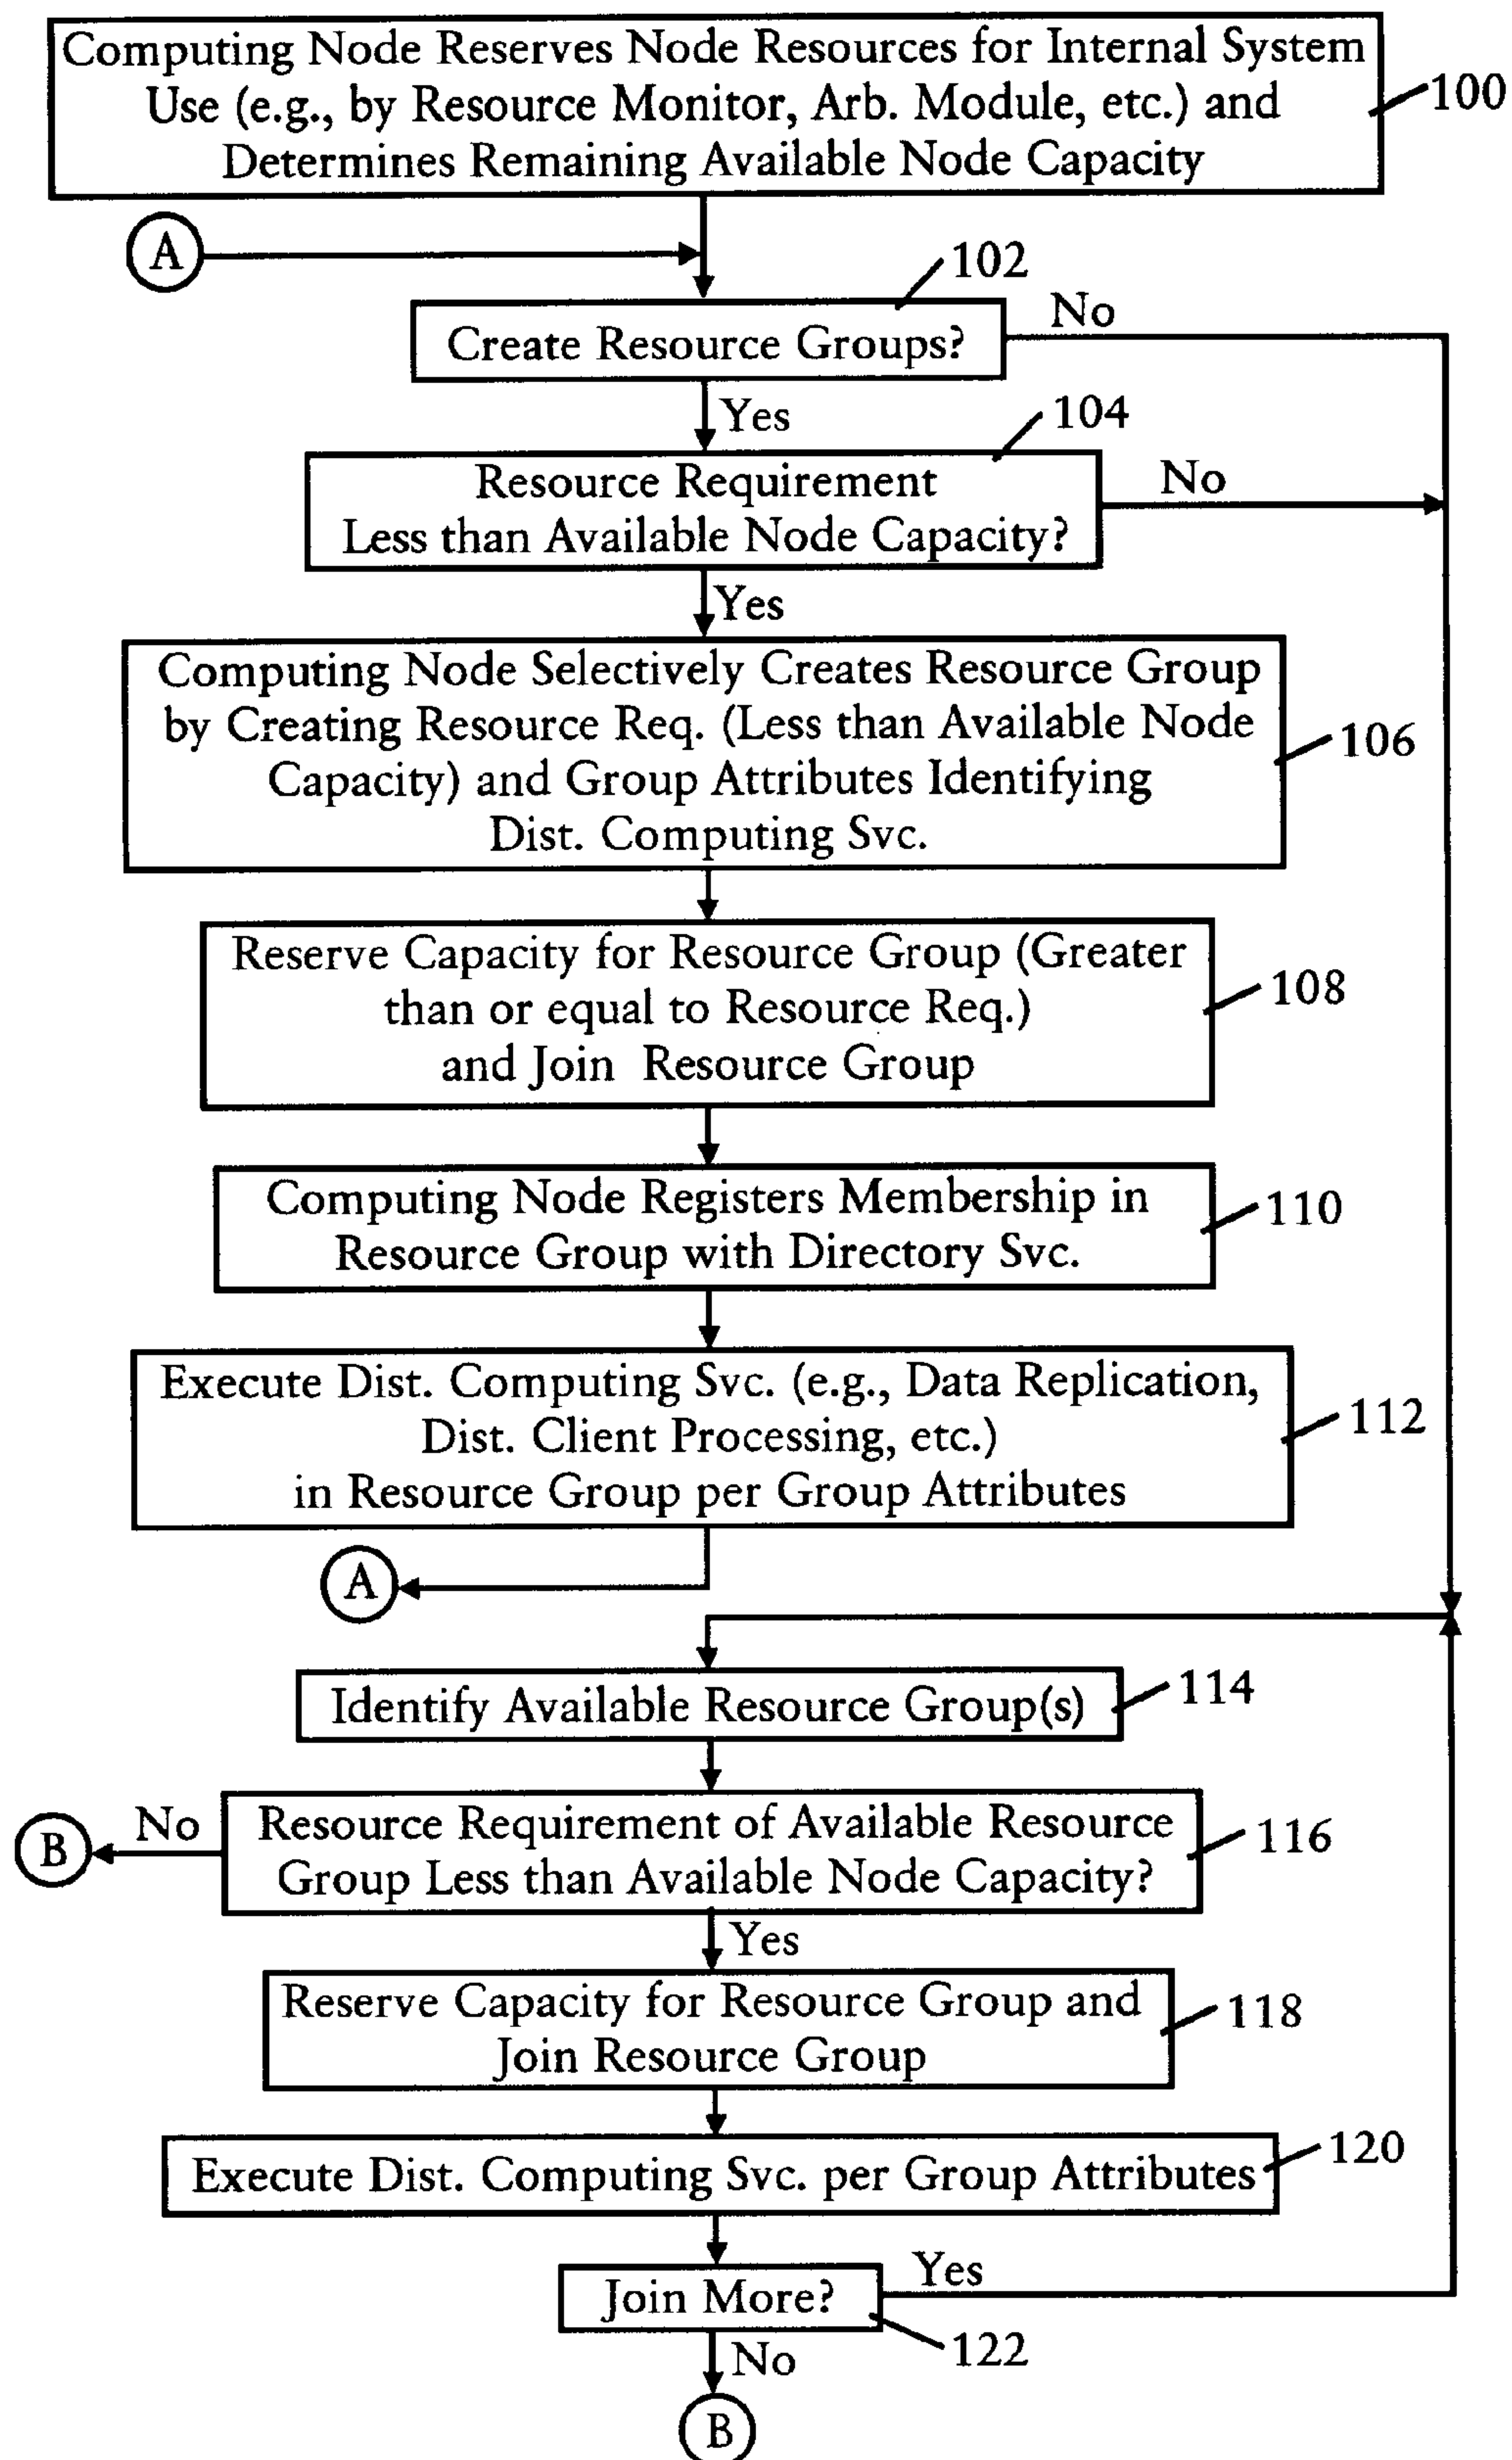 Computing Node Reserves Node Resources for Internal System
Use (e.g., by Resource Monitor, Arb. Module, etc.) and
Determines Remaining Available Node Capacity
100
A
102
Create Resource Groups?
No
Yes
104
Resource Requirement
Less than Available Node Capacity?
No
Yes
Computing Node Selectively Creates Resource Group
by Creating Resource Req. (Less than Available Node
Capacity) and Group Attributes Identifying
Dist. Computing Svc.
106
Reserve Capacity for Resource Group (Greater
than or equal to Resource Req.)
and Join Resource Group
108
Computing Node Registers Membership in
Resource Group with Directory Svc.
110
Execute Dist. Computing Svc. (e.g., Data Replication,
Dist. Client Processing, etc.)
in Resource Group per Group Attributes
112
A
Identify Available Resource Group(s)
114
Resource Requirement of Available Resource
Group Less than Available Node Capacity?
116
No
B
Yes
Reserve Capacity for Resource Group and
Join Resource Group
118
Execute Dist. Computing Svc. per Group Attributes
120
Join More?
Yes
122
No
B